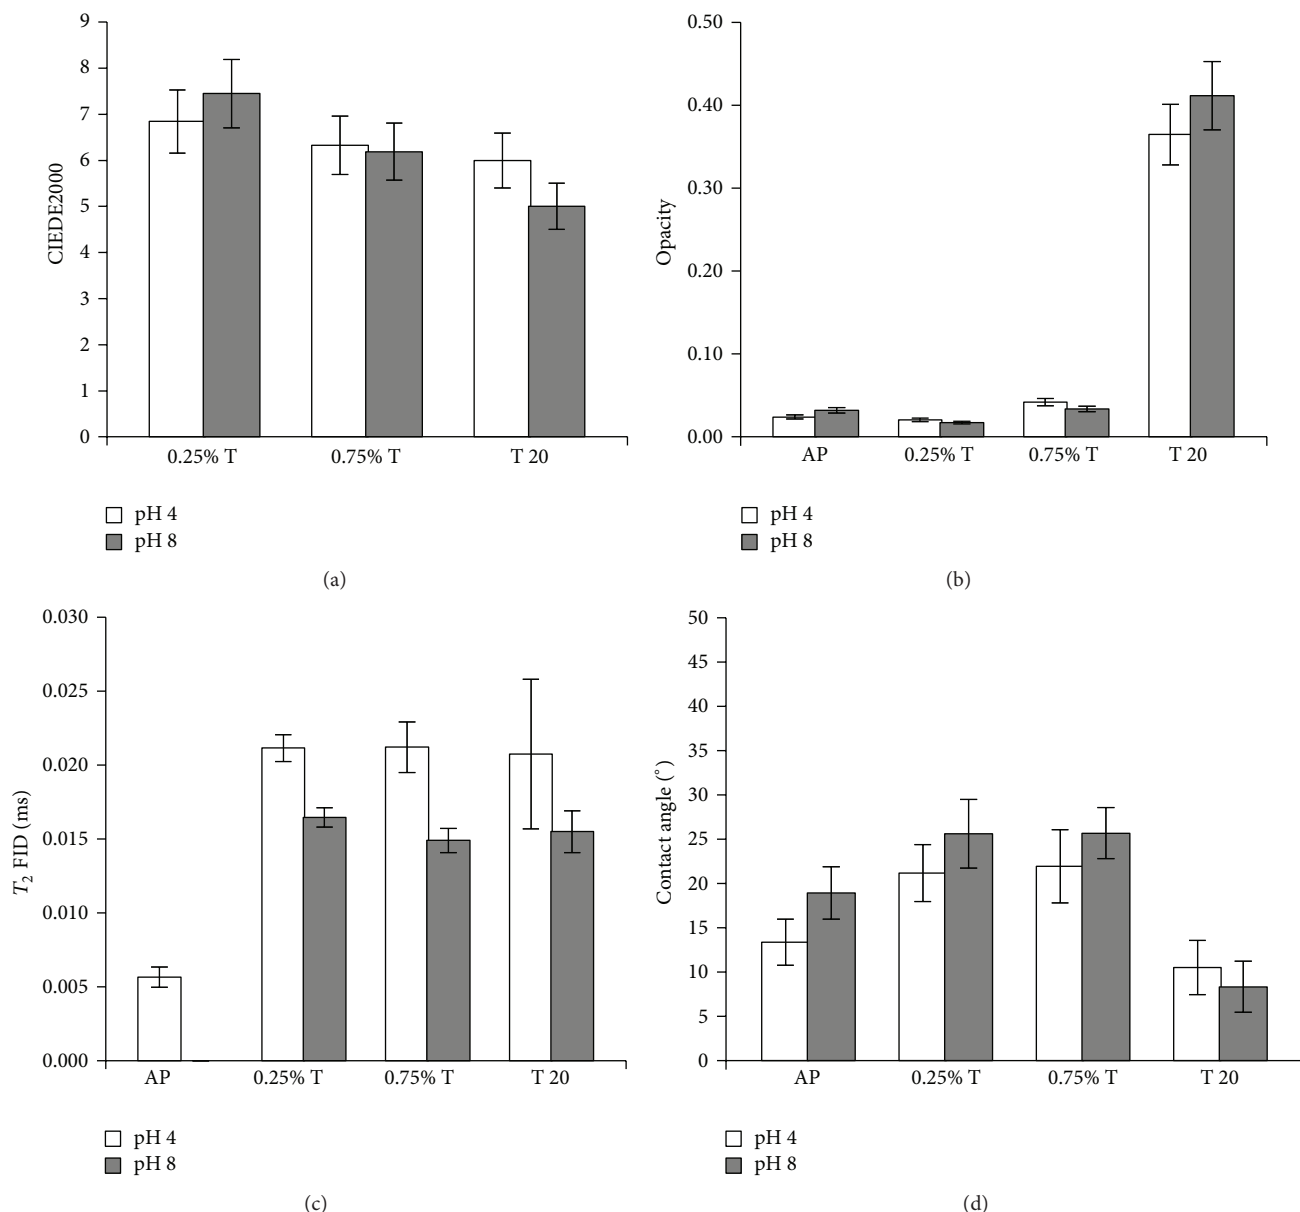 9
8
7
6
5
4
3
2
1
0
CIEDE2000
0.25% T
0.75% T
T 20
pH 4
pH 8
(a)
0.50
0.40
0.30
0.20
0.10
0.00
Opacity
AP
0.25% T
0.75% T
T 20
pH 4
pH 8
(b)
0.030
0.025
0.020
0.015
0.010
0.005
0.000
T2 FID (ms)
AP
0.25% T
0.75% T
T 20
pH 4
pH 8
(c)
50
45
40
35
30
25
20
15
10
5
0
Contact angle (°)
AP
0.25% T
0.75% T
T 20
pH 4
pH 8
(d)